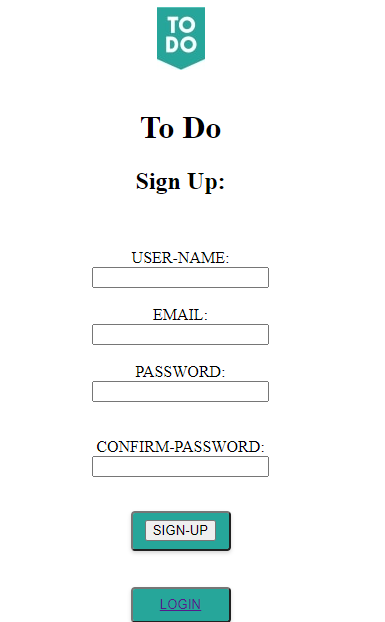 TO
DO
To Do
Sign Up:
USER-NAME:
EMAIL:
PASSWORD:
CONFIRM-PASSWORD:
SIGN-UP
LOGIN